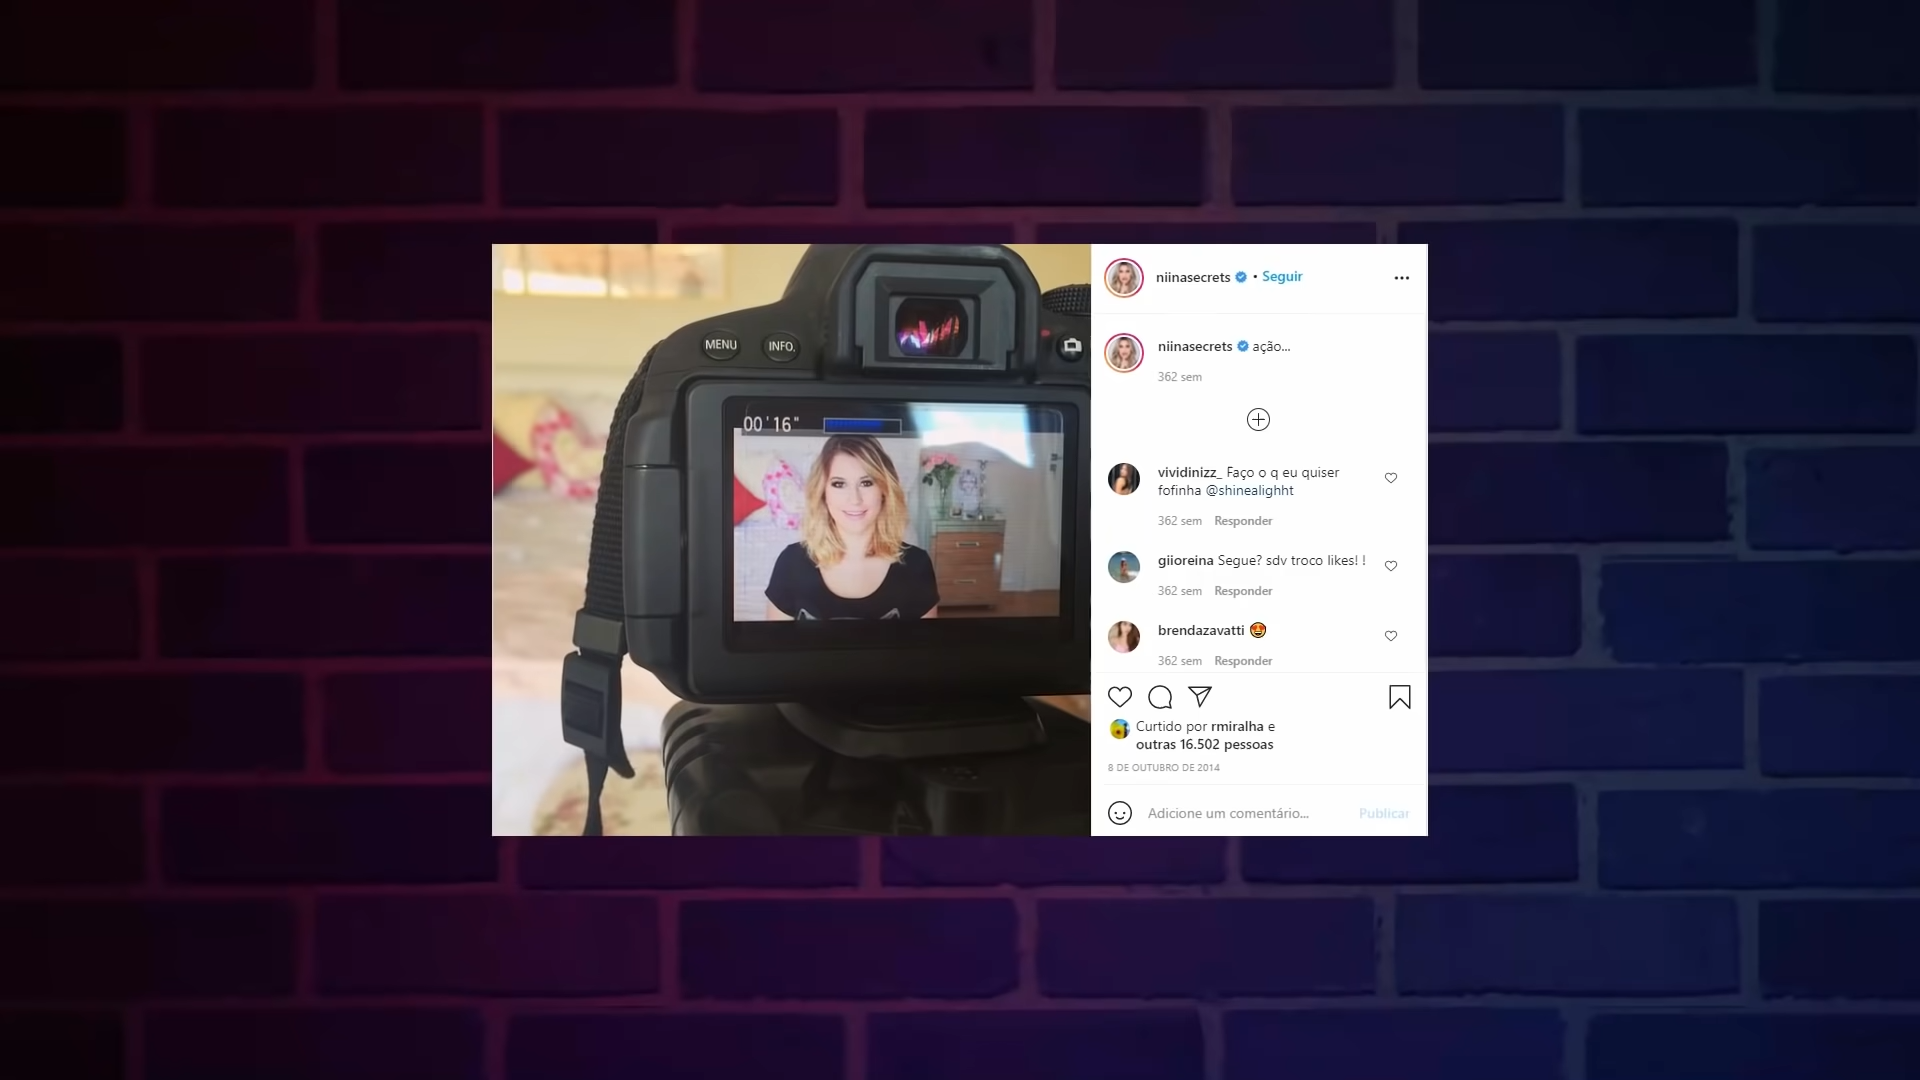 MENU
INFO.
00'16"
niinasecrets • Seguir
niinasecrets ação...
362 sem
vividinizz_ Faço o q eu quiser
fofinha @shinealighht
362 sem Responder
giioreina Segue? sdv troco likes! !
362 sem Responder
brendazavatti 😍
362 sem Responder
Curtido por rmiralha e
outras 16.502 pessoas
8 DE OUTUBRO DE 2014
Adicione um comentário... Publicar